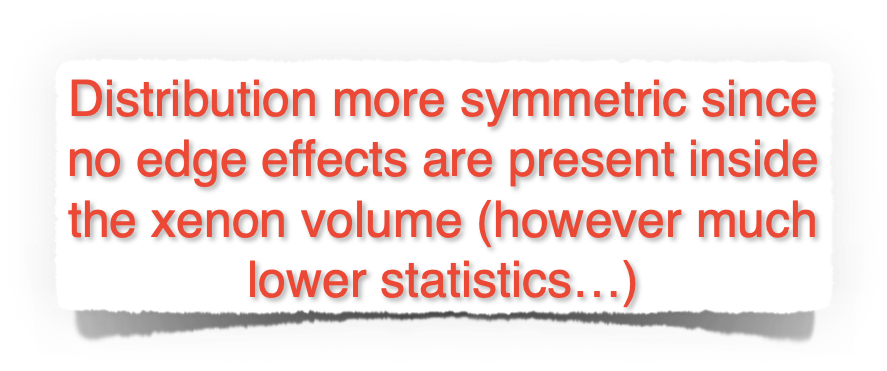 Distribution more symmetric since
no edge effects are present inside
the xenon volume (however much
lower statistics…)